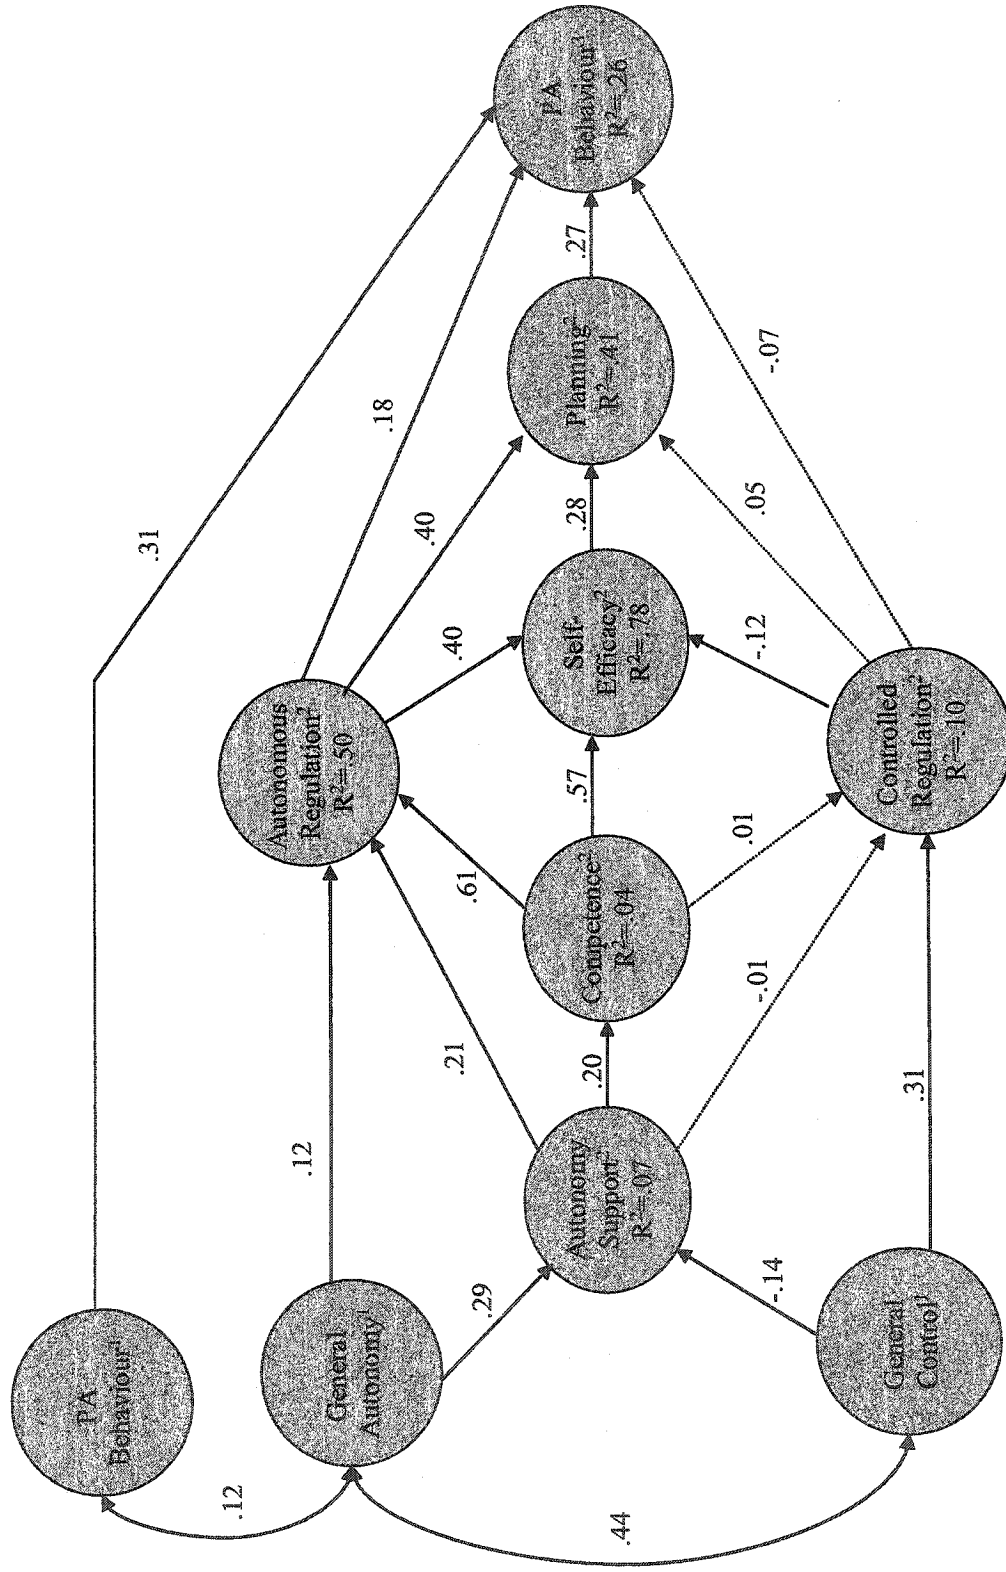 PA
Behaviour¹
.12
.31
General
Autonomy¹
.12
Autonomous
Regulation²
R²=.50
.18
.40
.29
.21
.61
.40
.44
Autonomy
Support²
R²=.07
.20
Competence²
R²=.04
.57
Self-
Efficacy²
R²=.78
.28
Planning²
R²=.41
.27
PA
Behaviour³
R²=.26
-.14
-.01
.01
-.12
.05
-.07
General
Control¹
.31
Controlled
Regulation²
R²=.10